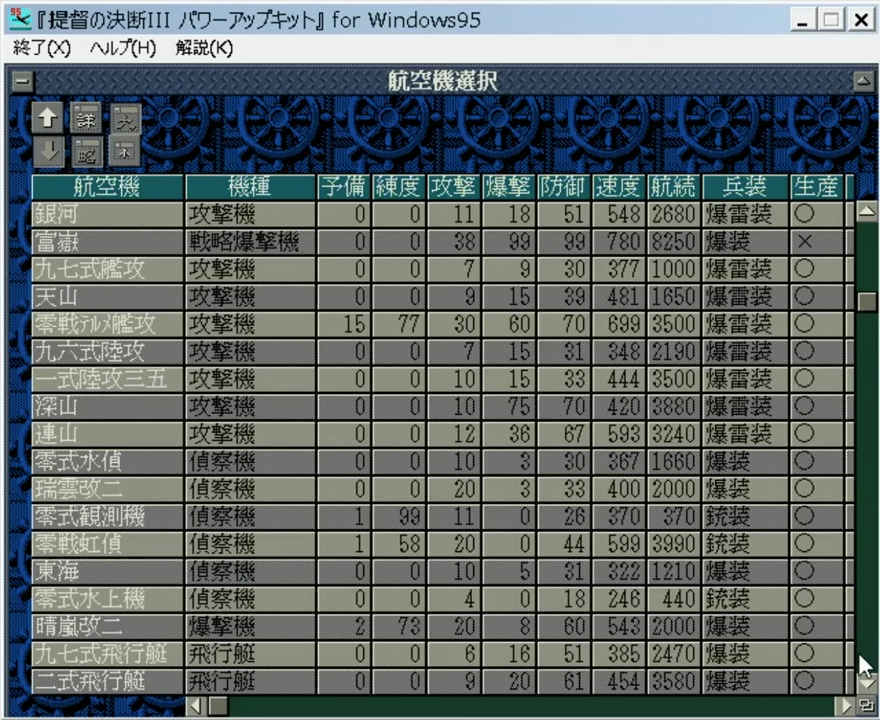 『提督の決断III パワーアップキット』 for Windows95
終了(X) ヘルプ(H) 解説(K)
航空機選択
詳 大
略 水
航空機 機種 予備 練度 攻撃 爆撃 防御 速度 航続 兵装 生産
銀河 攻撃機 0 0 11 18 51 548 2680 爆雷装 ○
富嶽 戦略爆撃機 0 0 38 99 99 780 8250 爆装 ×
九七式艦攻 攻撃機 0 0 7 9 30 377 1000 爆雷装 ○
天山 攻撃機 0 0 9 15 39 481 1650 爆雷装 ○
零戦テルメ艦攻 攻撃機 15 77 30 60 70 699 3500 爆雷装 ○
九六式陸攻 攻撃機 0 0 7 15 31 348 2190 爆雷装 ○
一式陸攻三五 攻撃機 0 0 10 15 33 444 3500 爆雷装 ○
深山 攻撃機 0 0 10 75 70 420 3880 爆雷装 ○
連山 攻撃機 0 0 12 36 67 593 3240 爆雷装 ○
零式水偵 偵察機 0 0 10 3 30 367 1660 爆装 ○
瑞雲改二 偵察機 0 0 20 3 33 400 2000 爆装 ○
零式観測機 偵察機 1 99 11 0 26 370 370 銃装 ○
零戦虹偵 偵察機 1 58 20 0 44 599 3990 銃装 ○
東海 偵察機 0 0 10 5 31 322 1210 爆装 ○
零式水上機 偵察機 0 0 4 0 18 246 440 銃装 ○
晴嵐改二 爆撃機 2 73 20 8 60 543 2000 爆装 ○
九七式飛行艇 飛行艇 0 0 6 16 51 385 2470 爆装 ○
二式飛行艇 飛行艇 0 0 9 20 61 454 3580 爆装 ○